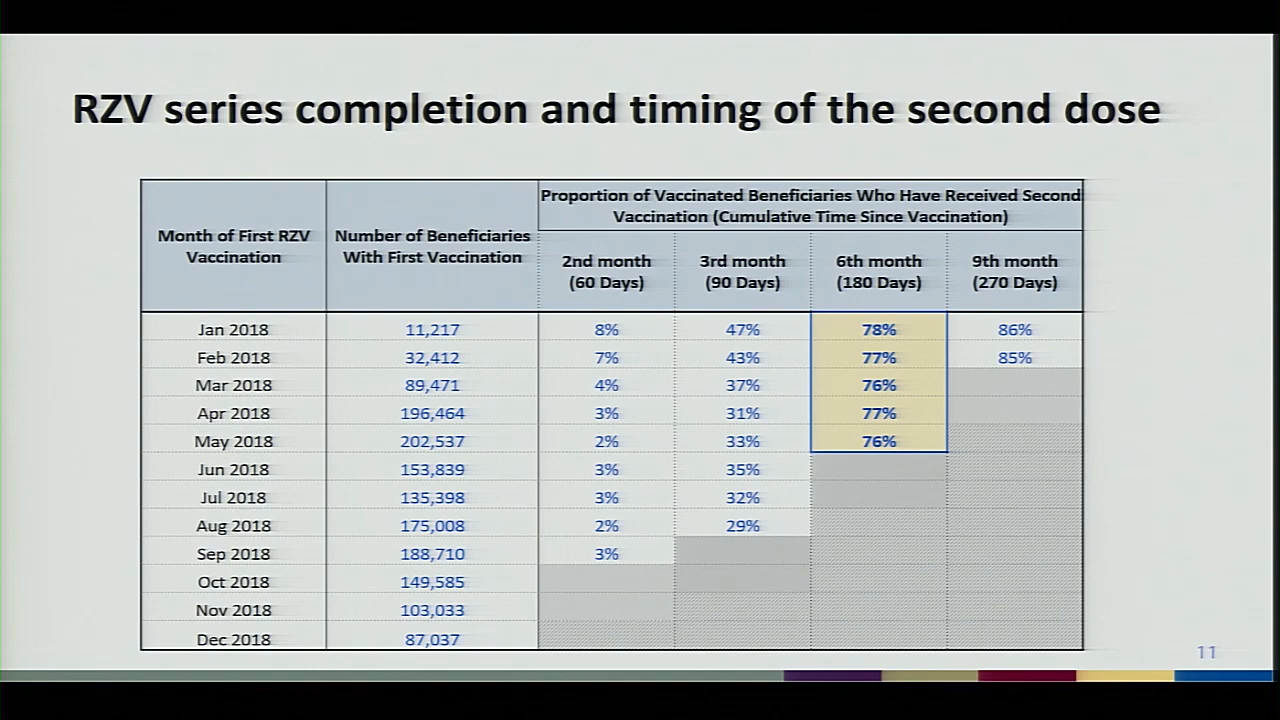 RZV series completion and timing of the second dose
Month of First RZV Vaccination
Number of Beneficiaries With First Vaccination
Proportion of Vaccinated Beneficiaries Who Have Received Second
Vaccination (Cumulative Time Since Vaccination)
2nd month (60 Days)
3rd month (90 Days)
6th month (180 Days)
9th month (270 Days)
Jan 2018 11,217 8% 47% 78% 86%
Feb 2018 32,412 7% 43% 77% 85%
Mar 2018 89,471 4% 37% 76%
Apr 2018 196,464 3% 31% 77%
May 2018 202,537 2% 33% 76%
Jun 2018 153,839 3% 35%
Jul 2018 135,398 3% 32%
Aug 2018 175,008 2% 29%
Sep 2018 188,710 3%
Oct 2018 149,585
Nov 2018 103,033
Dec 2018 87,037
11